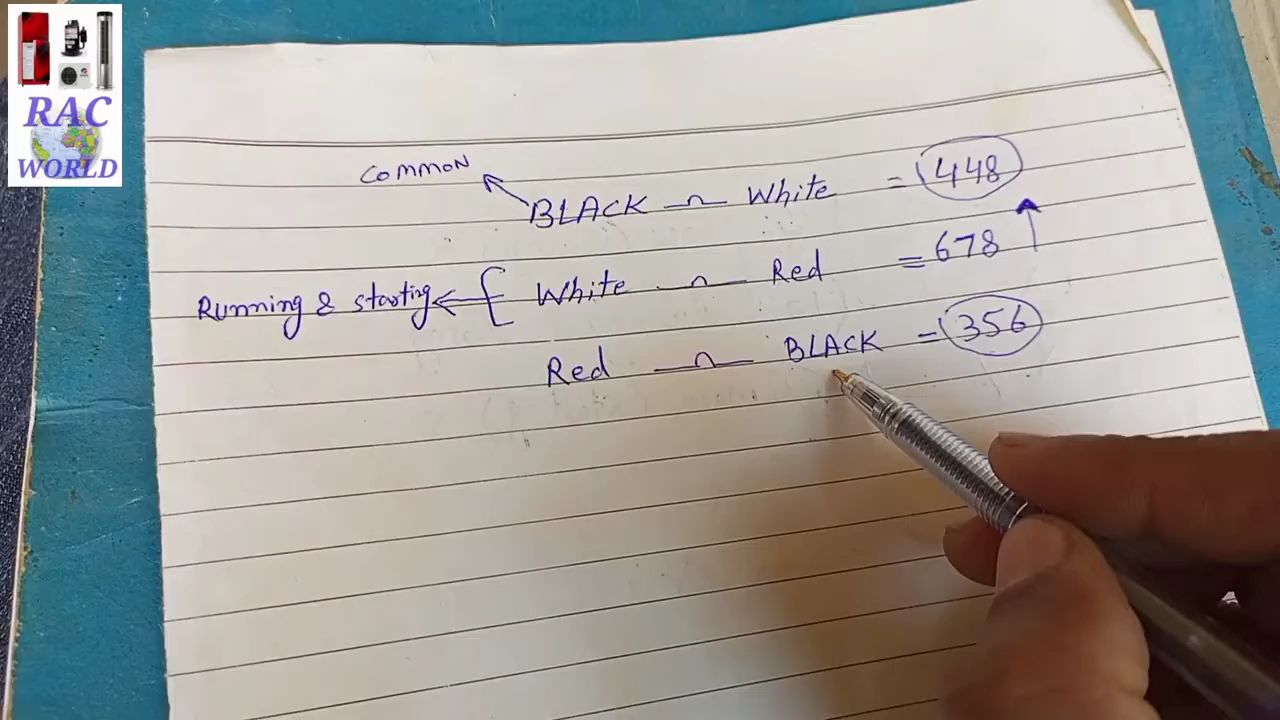 RAC
WORLD
COMMON
BLACK White = 448
Running & starting { White Red = 678
Red BLACK = 356